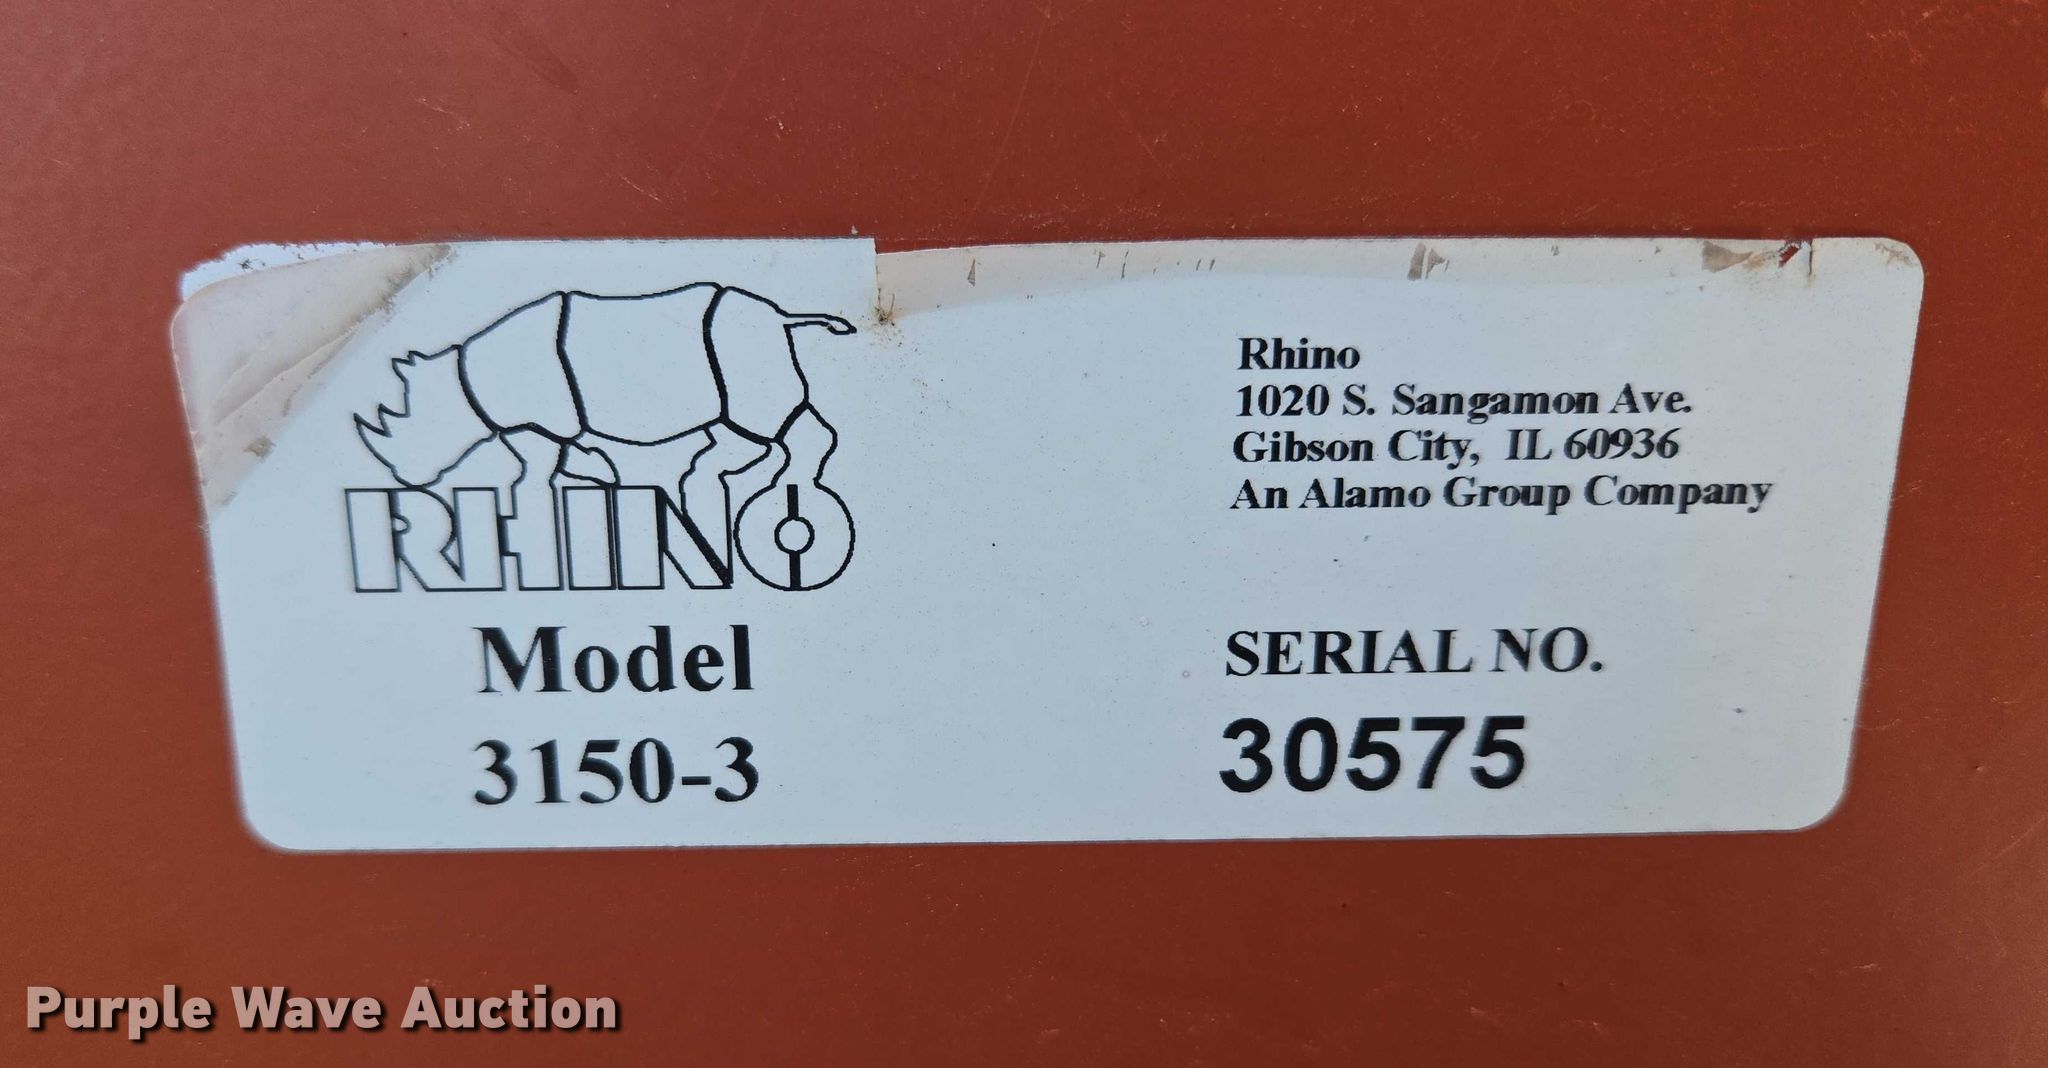 RHINO
Model
3150-3
Rhino
1020 S. Sangamon Ave.
Gibson City, IL 60936
An Alamo Group Company
SERIAL NO.
30575
Purple Wave Auction